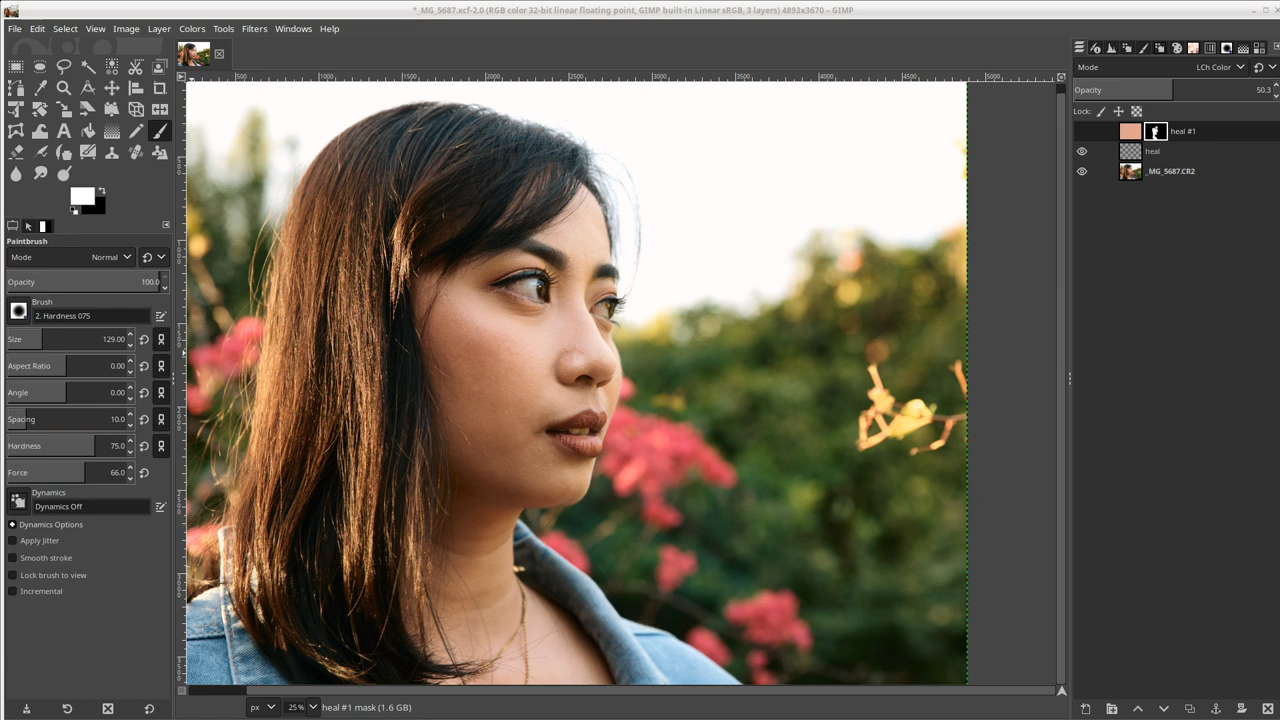 *_MG_5687.xcf-2.0 (RGB color 32-bit linear floating point, GIMP built-in Linear sRGB, 3 layers) 4893x3670 – GIMP
File Edit Select View Image Layer Colors Tools Filters Windows Help
500 1000 1500 2000 2500 3000 3500 4000 4500 5000
Mode LCh Color
Opacity 50.3
Lock:
heal #1
heal
_MG_5687.CR2
Paintbrush
Mode Normal
Opacity 100.0
Brush
2. Hardness 075
Size 129.00
Aspect Ratio 0.00
Angle 0.00
Spacing 10.0
Hardness 75.0
Force 66.0
Dynamics
Dynamics Off
Dynamics Options
Apply Jitter
Smooth stroke
Lock brush to view
Incremental
px 25 % heal #1 mask (1.6 GB)